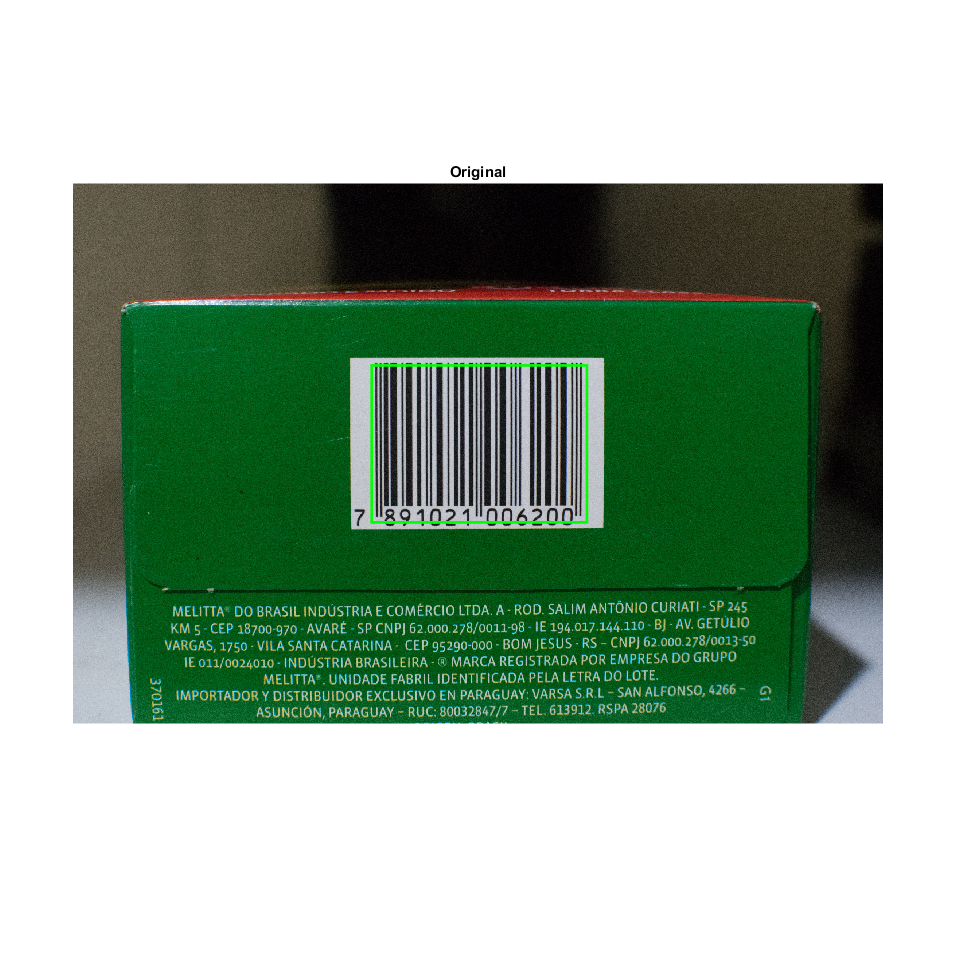 Original
7 891021 006200
MELITTA® DO BRASIL INDÚSTRIA E COMÉRCIO LTDA. A - ROD. SALIM ANTÔNIO CURIATI - SP 245
KM 5 - CEP 18700-970 - AVARÉ - SP CNPJ 62.000.278/0011-98 - IE 194.017.144.110 - BJ - AV. GETÚLIO
VARGAS, 1750 - VILA SANTA CATARINA - CEP 95290-000 - BOM JESUS - RS - CNPJ 62.000.278/0013-50
IE 011/0024010 - INDÚSTRIA BRASILEIRA - ® MARCA REGISTRADA POR EMPRESA DO GRUPO
MELITTA®. UNIDADE FABRIL IDENTIFICADA PELA LETRA DO LOTE.
IMPORTADOR Y DISTRIBUIDOR EXCLUSIVO EN PARAGUAY: VARSA S.R.L - SAN ALFONSO, 4266 -
ASUNCIÓN, PARAGUAY - RUC: 80032847/7 - TEL. 613912. RSPA 28076
370161
G1